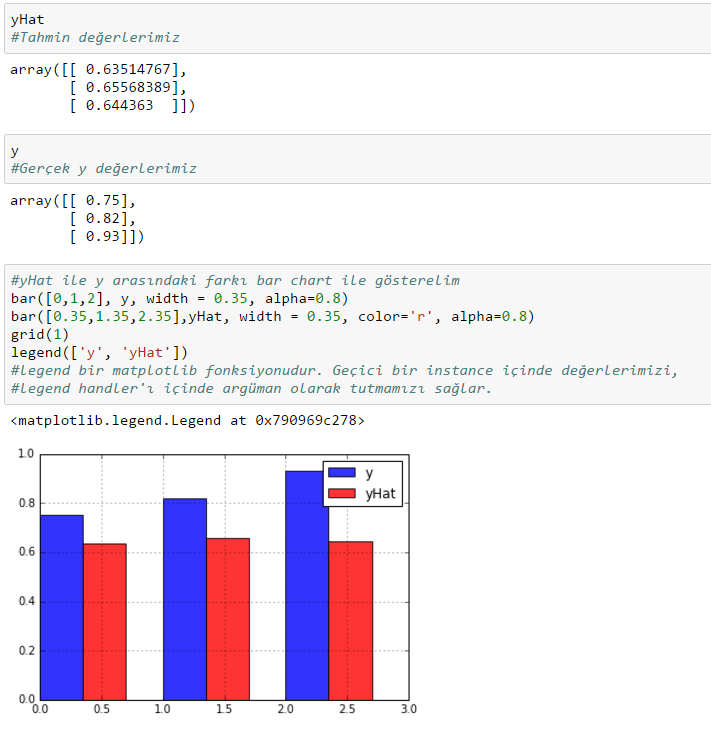 yHat
#Tahmin değerlerimiz
array([[ 0.63514767],
[ 0.65568389],
[ 0.644363  ]])
y
#Gerçek y değerlerimiz
array([[ 0.75],
[ 0.82],
[ 0.93]])
#yHat ile y arasındaki farkı bar chart ile gösterelim
bar([0,1,2], y, width = 0.35, alpha=0.8)
bar([0.35,1.35,2.35],yHat, width = 0.35, color='r', alpha=0.8)
grid(1)
legend(['y', 'yHat'])
#legend bir matplotlib fonksiyonudur. Geçici bir instance içinde değerlerimizi,
#legend handler'ı içinde argüman olarak tutmamızı sağlar.
<matplotlib.legend.Legend at 0x790969c278>
1.0
y
yHat
0.8
0.6
0.4
0.2
0.0
0.0 0.5 1.0 1.5 2.0 2.5 3.0